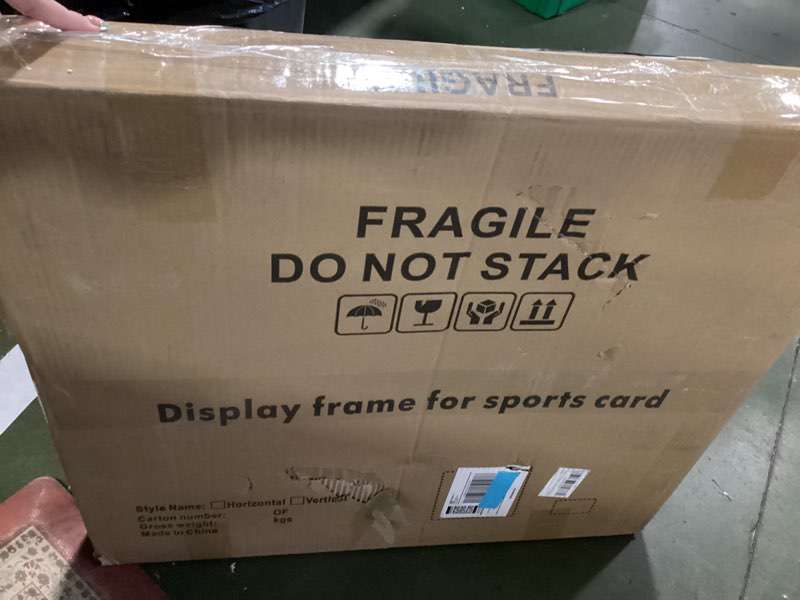 FRAGILE
FRAGILE
DO NOT STACK
Display frame for sports card
Style Name: Horizontal Vertical
Carton number: OF
Gross weight: kgs
Made in China